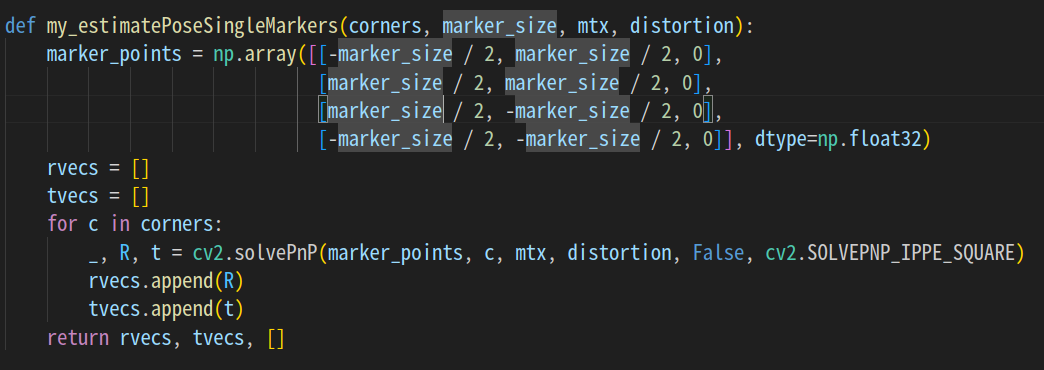 def my_estimatePoseSingleMarkers(corners, marker_size, mtx, distortion):
    marker_points = np.array([[-marker_size / 2, marker_size / 2, 0],
                              [marker_size / 2, marker_size / 2, 0],
                              [marker_size / 2, -marker_size / 2, 0],
                              [-marker_size / 2, -marker_size / 2, 0]], dtype=np.float32)
    rvecs = []
    tvecs = []
    for c in corners:
        _, R, t = cv2.solvePnP(marker_points, c, mtx, distortion, False, cv2.SOLVEPNP_IPPE_SQUARE)
        rvecs.append(R)
        tvecs.append(t)
    return rvecs, tvecs, []